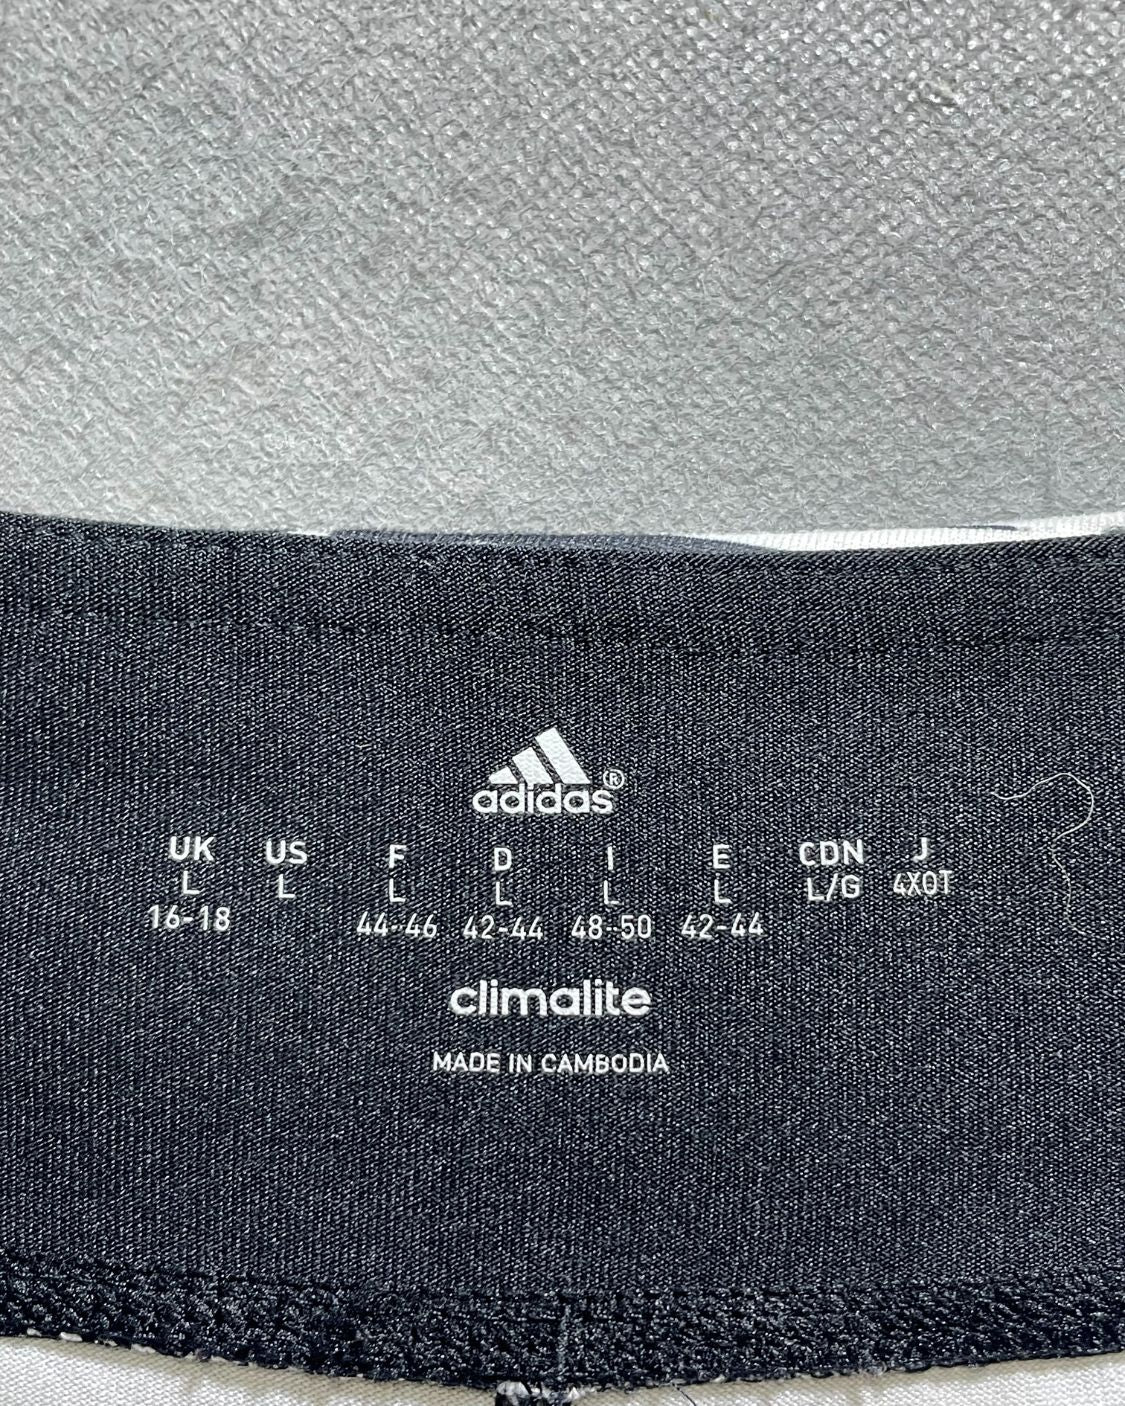 adidas®
UK US F D I E CDN J
L L L L L L L/G 4XOT
16-18 44-46 42-44 48-50 42-44
climalite
MADE IN CAMBODIA